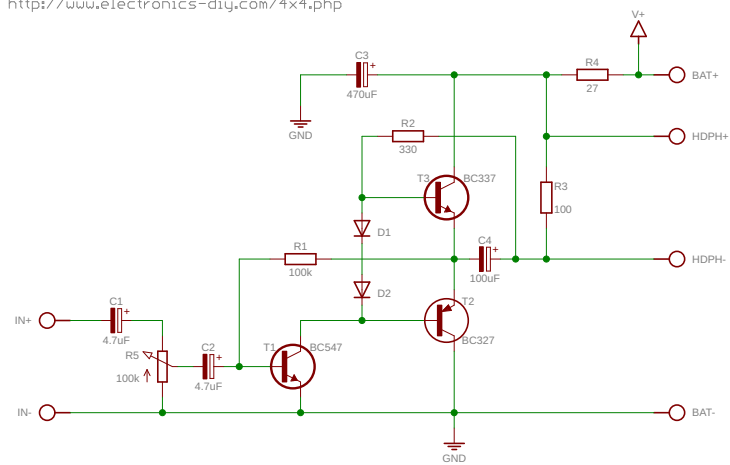 http://www.electronics-diy.com/4x4.php
V+
C3
+
470uF
R4
27
BAT+
GND
R2
330
HDPH+
T3
BC337
R3
100
D1
R1
100k
C4
+
100uF
HDPH-
D2
T2
BC327
IN+
C1
+
4.7uF
R5
100k
C2
+
4.7uF
T1
BC547
IN-
BAT-
GND